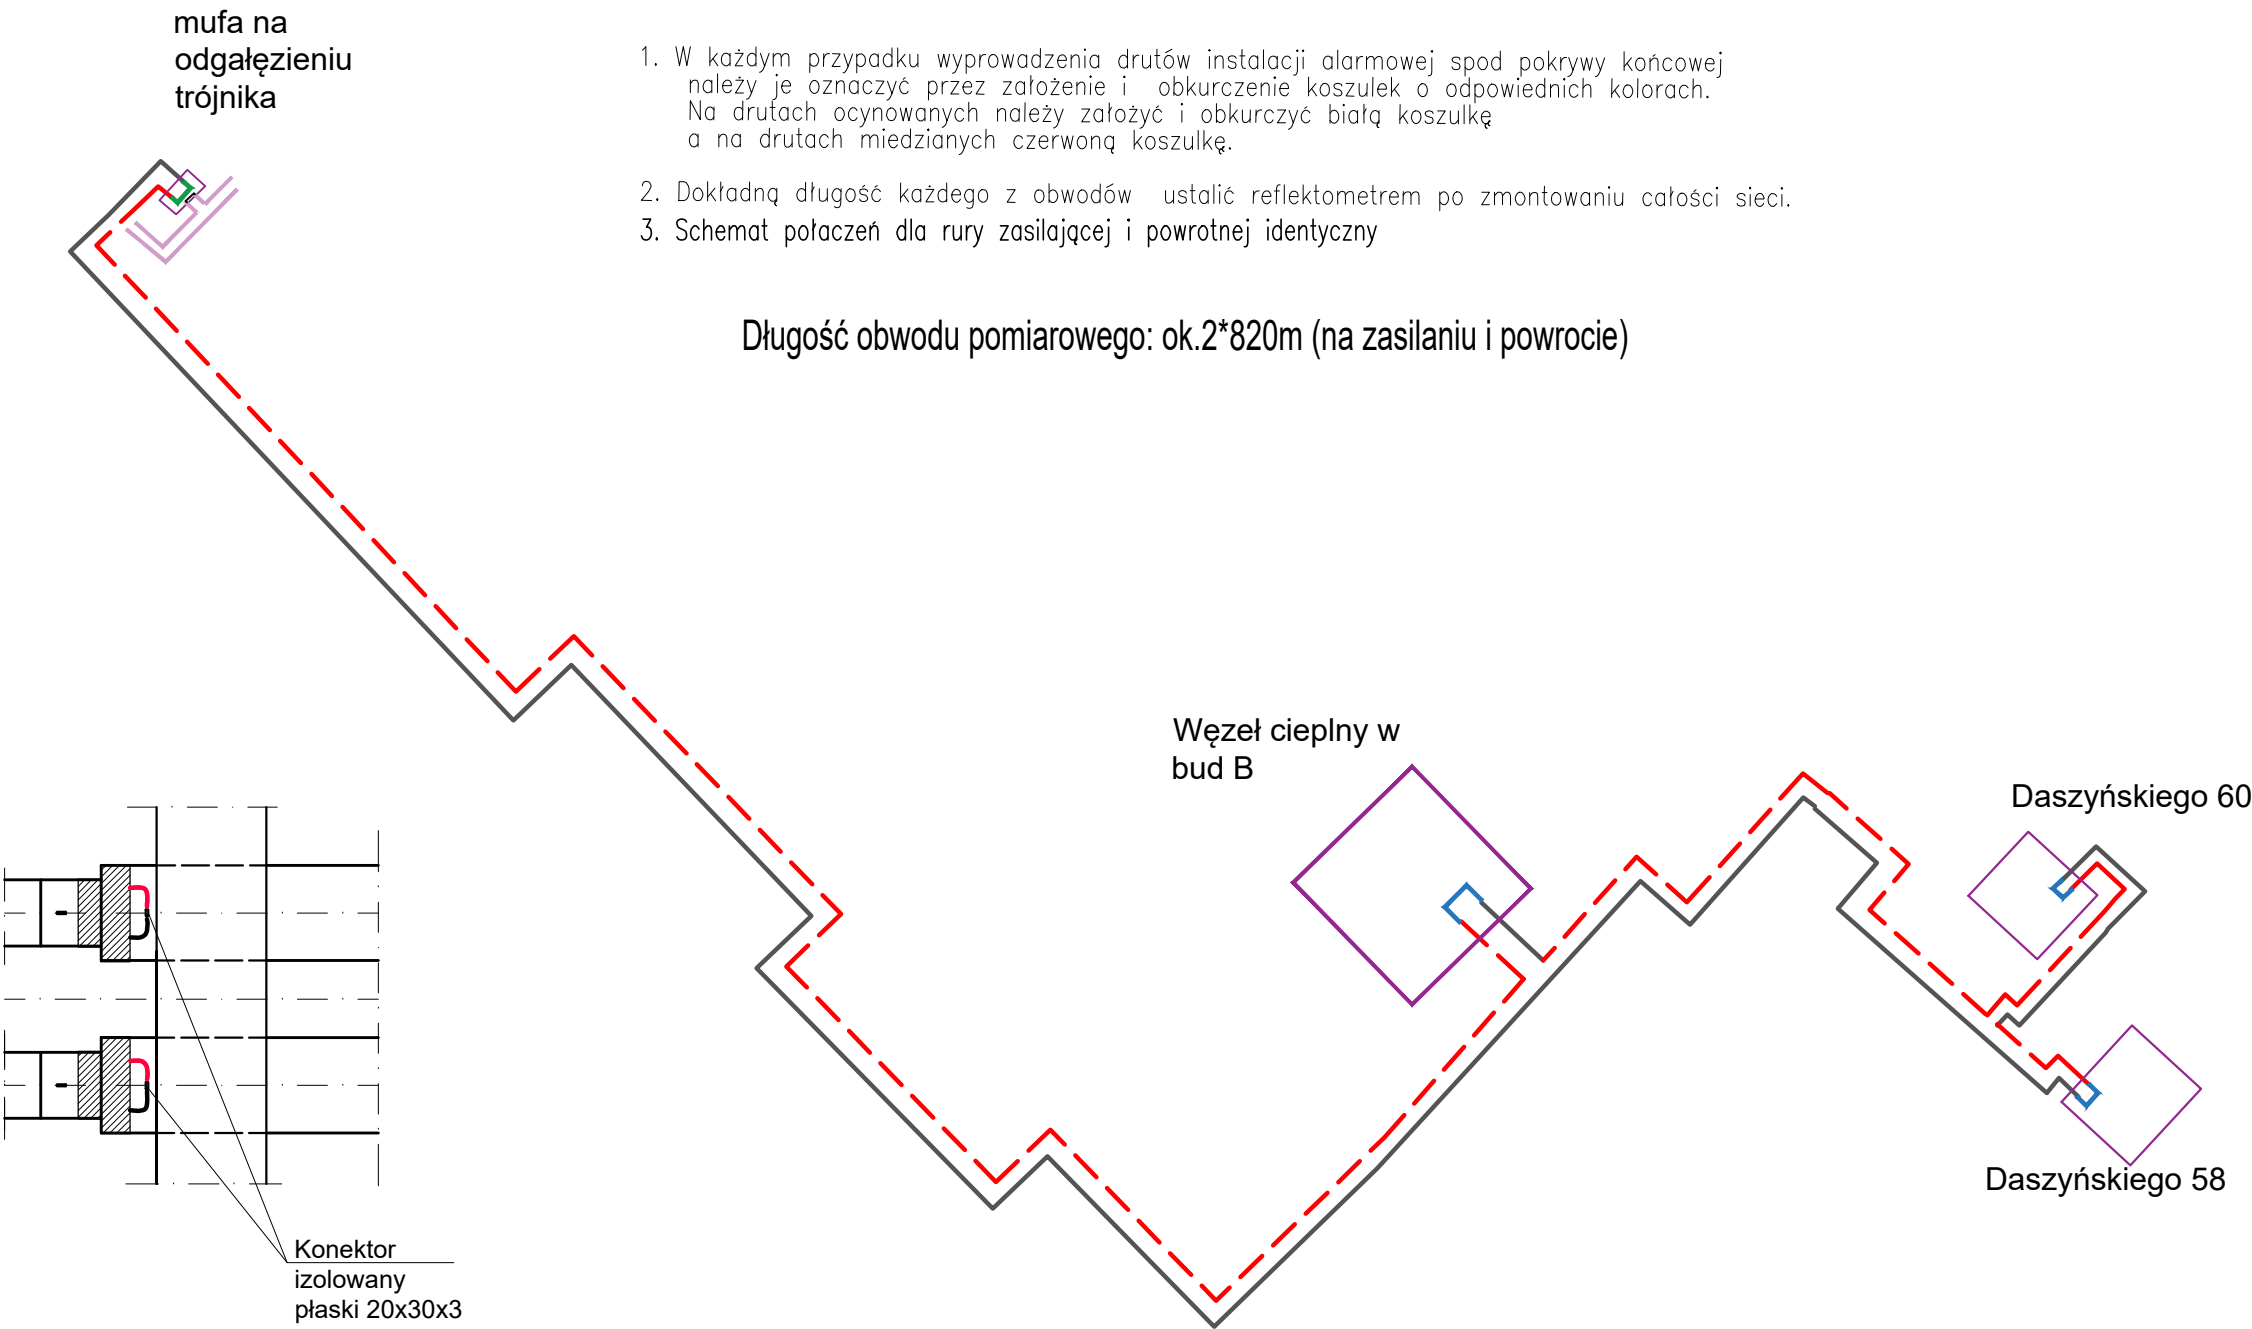 mufa na
odgałęzieniu
trójnika
1. W każdym przypadku wyprowadzenia drutów instalacji alarmowej spod pokrywy końcowej
należy je oznaczyć przez założenie i obkurczenie koszulek o odpowiednich kolorach.
Na drutach ocynowanych należy założyć i obkurczyć białą koszulkę
a na drutach miedzianych czerwoną koszulkę.
2. Dokładną długość każdego z obwodów ustalić reflektometrem po zmontowaniu całości sieci.
3. Schemat połaczeń dla rury zasilającej i powrotnej identyczny
Długość obwodu pomiarowego: ok.2*820m (na zasilaniu i powrocie)
Węzeł cieplny w
bud B
Daszyńskiego 60
Daszyńskiego 58
Konektor
izolowany
płaski 20x30x3